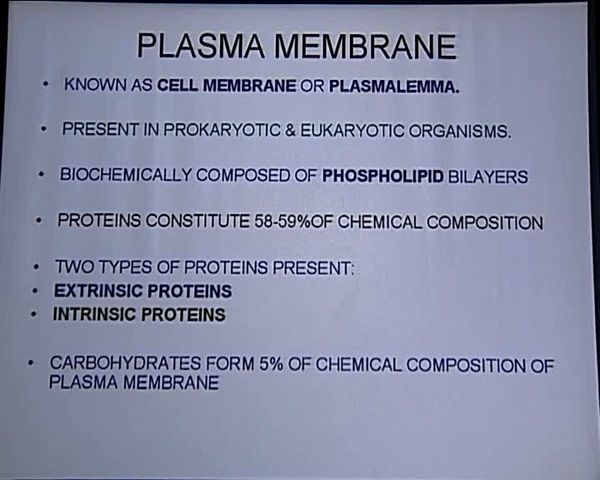 PLASMA MEMBRANE
• KNOWN AS CELL MEMBRANE OR PLASMALEMMA.
• PRESENT IN PROKARYOTIC & EUKARYOTIC ORGANISMS.
• BIOCHEMICALLY COMPOSED OF PHOSPHOLIPID BILAYERS
• PROTEINS CONSTITUTE 58-59%OF CHEMICAL COMPOSITION
• TWO TYPES OF PROTEINS PRESENT:
• EXTRINSIC PROTEINS
• INTRINSIC PROTEINS
• CARBOHYDRATES FORM 5% OF CHEMICAL COMPOSITION OF
PLASMA MEMBRANE